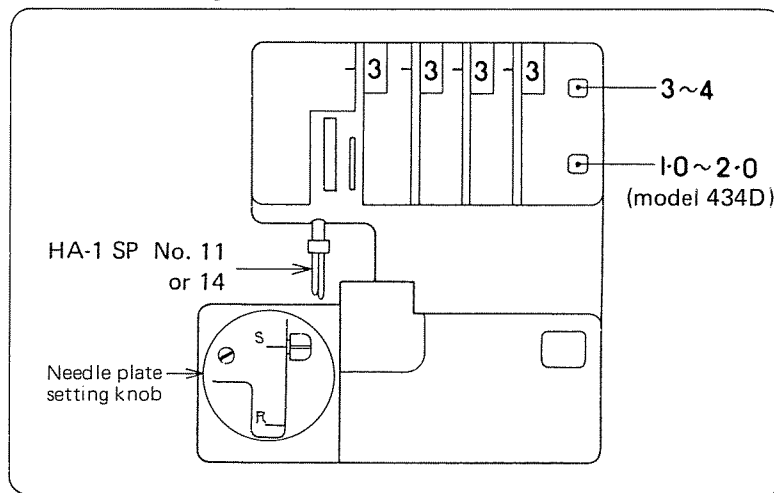 3 3 3 3
3~4
1·0~2·0
(model 434D)
HA-1 SP No. 11
or 14
Needle plate
setting knob
S
R